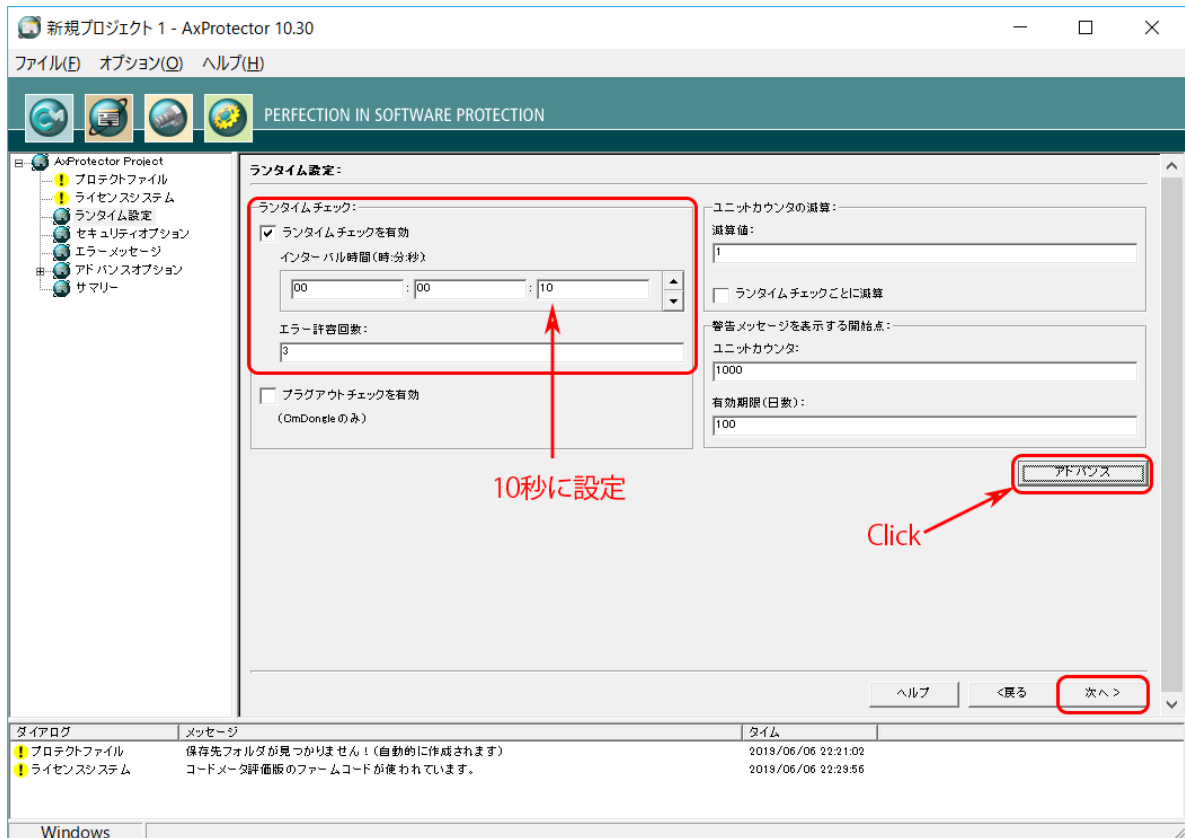 新規プロジェクト 1 - AxProtector 10.30
ファイル(F) オプション(O) ヘルプ(H)
PERFECTION IN SOFTWARE PROTECTION
AxProtector Project
プロテクトファイル
ライセンスシステム
ランタイム設定
セキュリティオプション
エラーメッセージ
アドバンスオプション
サマリー
ランタイム設定:
ランタイムチェック:
ランタイムチェックを有効
インターバル時間(時:分:秒):
00 : 00 : 10
エラー許容回数:
3
プラグアウトチェックを有効
(CmDongleのみ)
10秒に設定
ユニットカウンタの減算:
減算値:
1
ランタイムチェックごとに減算
警告メッセージを表示する開始点:
ユニットカウンタ:
1000
有効期限(日数):
100
アドバンス
Click
ヘルプ
<戻る
次へ >
ダイアログ メッセージ タイム
プロテクトファイル 保存先フォルダが見つかりません!(自動的に作成されます) 2019/06/06 22:21:02
ライセンスシステム コードメータ評価版のファームコードが使われています。 2019/06/06 22:29:56
Windows